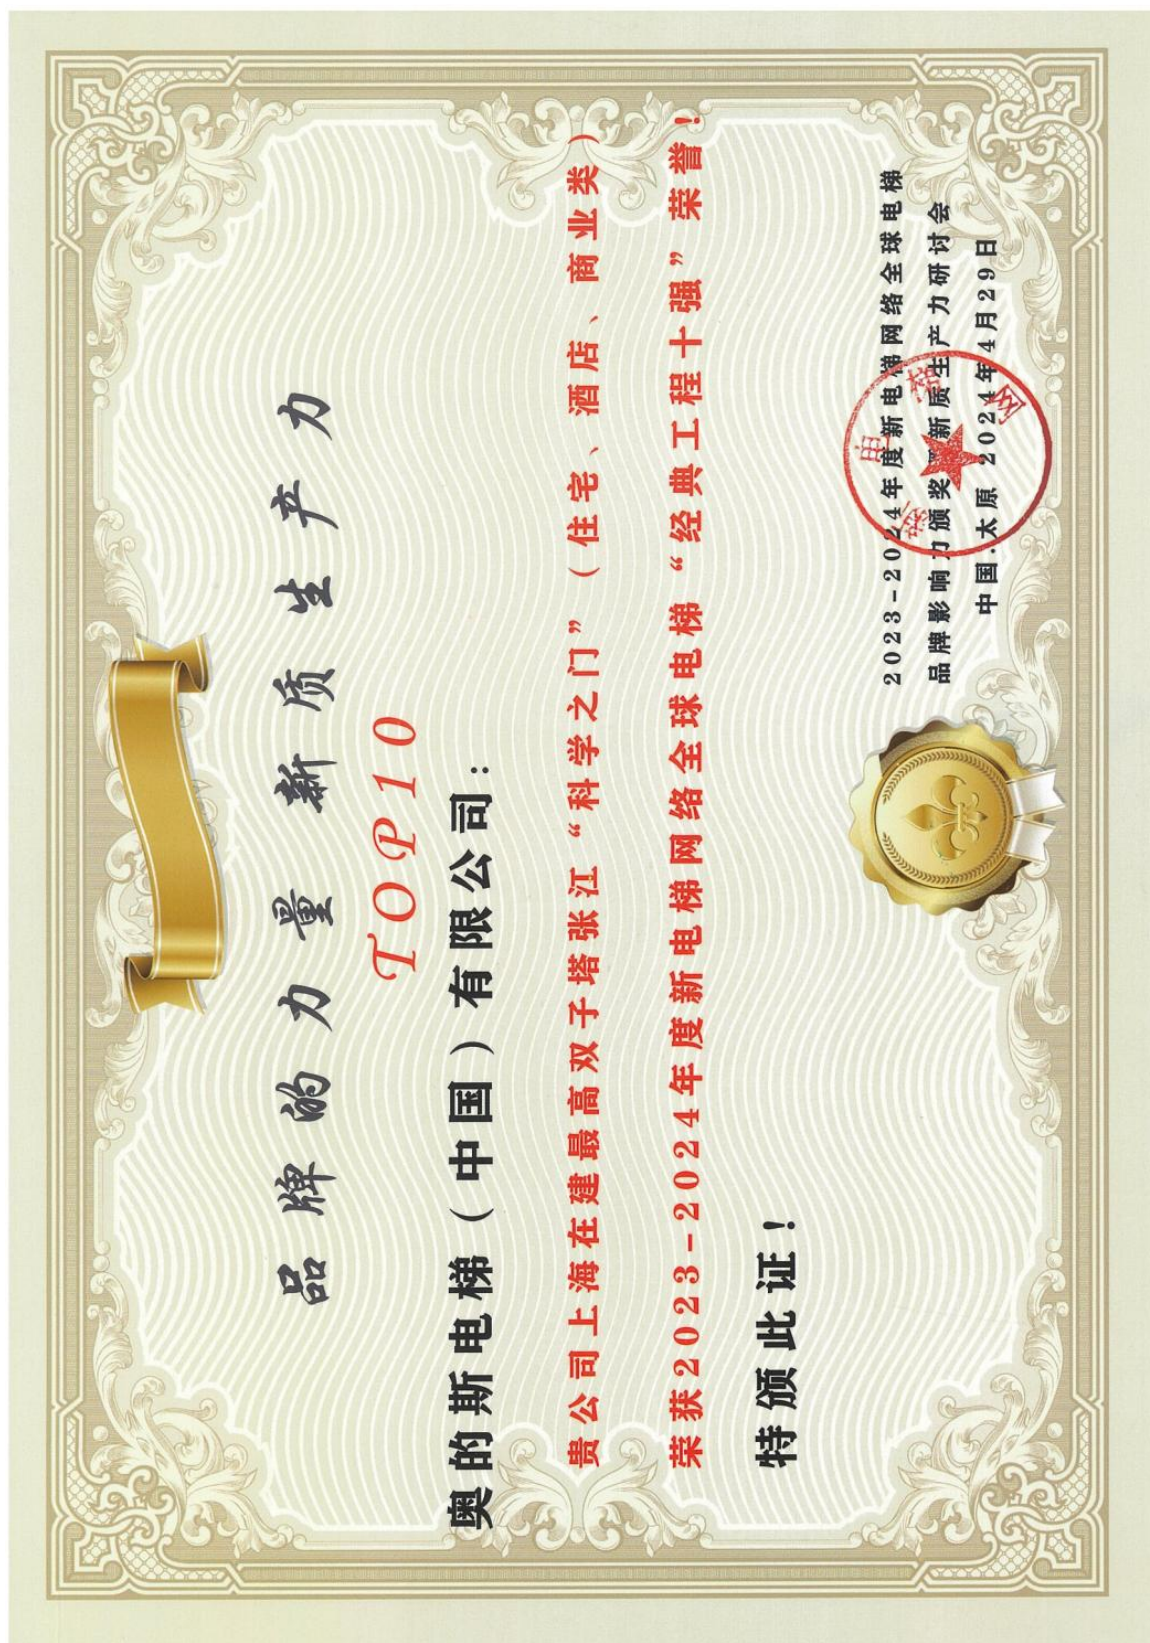 品牌的力量新质生产力
TOP10
奥的斯电梯（中国）有限公司：
贵公司上海在建最高双子塔张江“科学之门”（住宅、酒店、商业类）
荣获2023-2024年度新电梯网络全球电梯“经典工程十强”荣誉！
特颁此证！
2023-2024年度新电梯网络全球电梯
品牌影响力颁奖暨新质生产力研讨会
中国.太原 2024年4月29日
新电梯网